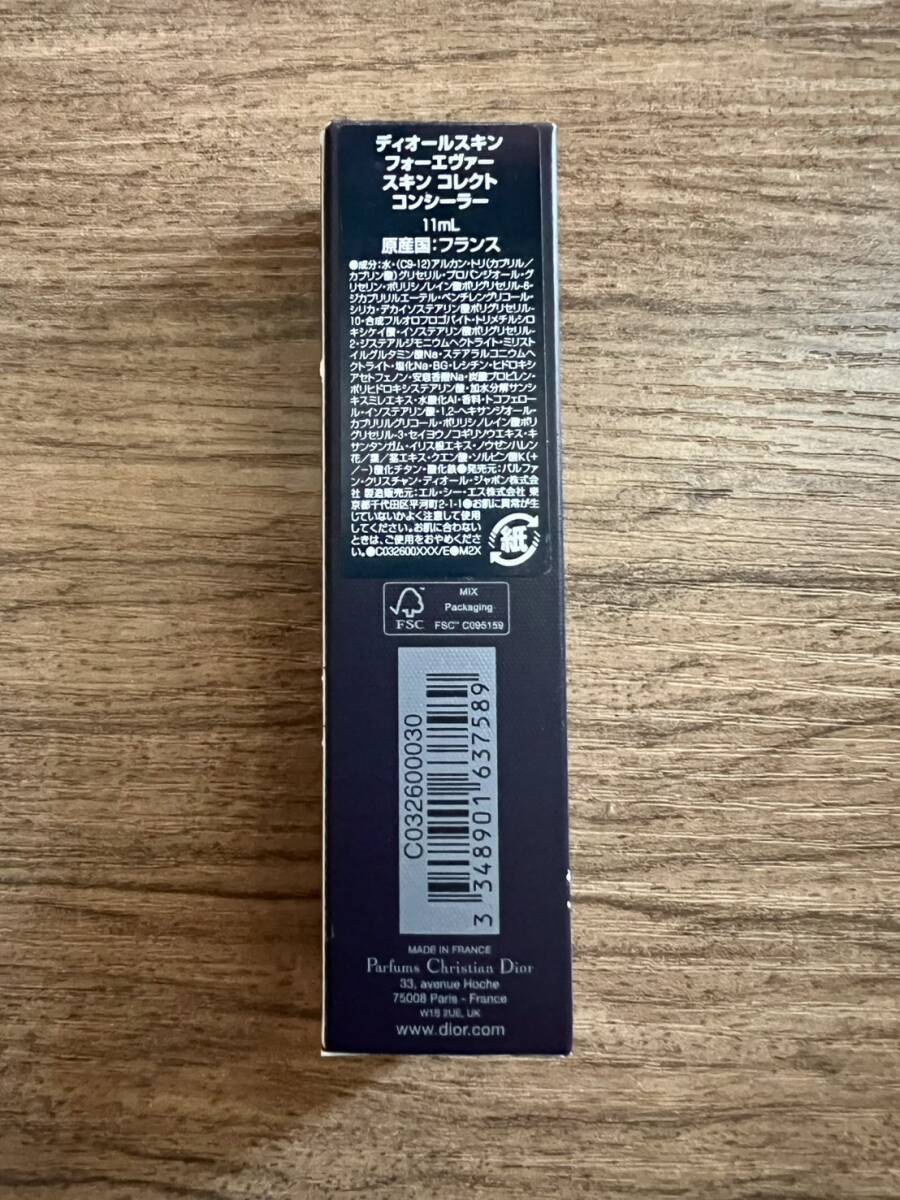 ディオールスキン
フォーエヴァー
スキン コレクト
コンシーラー
11mL
原産国:フランス
●成分:水・(C9-12)アルカン・トリ(カプリル/
カプリン酸)グリセリル・プロパンジオール・グ
リセリン・ポリリシノレイン酸ポリグリセリル-6・
ジカプリリルエーテル・ペンチレングリコール・
シリカ・デカイソステアリン酸ポリグリセリル-
10・合成フルオロフロゴパイト・トリメチルシロ
キシケイ酸・イソステアリン酸ポリグリセリル-
2・ジステアルジモニウムヘクトライト・ミリスト
イルグルタミン酸Na・ステアラルコニウムヘ
クトライト・塩化Na・BG・レシチン・ヒドロキシ
アセトフェノン・安息香酸Na・炭酸プロピレン・
ポリヒドロキシステアリン酸・加水分解サンシ
キスミレエキス・水酸化Al・香料・トコフェロ
ール・イソステアリン酸・1,2-ヘキサンジオール・
カプリリルグリコール・ポリリシノレイン酸ポリ
グリセリル-3・セイヨウノコギリソウエキス・キ
サンタンガム・イリス根エキス・ノウゼンハレン
花/葉/茎エキス・クエン酸・ソルビン酸K(+
/−)酸化チタン・酸化鉄●発売元:パルファ
ン・クリスチャン・ディオール・ジャポン株式会
社 製造販売元:エル・シー・エス株式会社 東
京都千代田区平河町2-1-1●お肌に異常が生
じていないかよく注意して使用
してください。お肌に合わない
ときは、ご使用をおやめくださ
い。●C032600XXX/E●M2X
紙
MIX
Packaging
FSC
FSC™ C095159
C032600030
3 348901 637589
MADE IN FRANCE
Parfums Christian Dior
33, avenue Hoche
75008 Paris - France
W1S 2UE, UK
www.dior.com